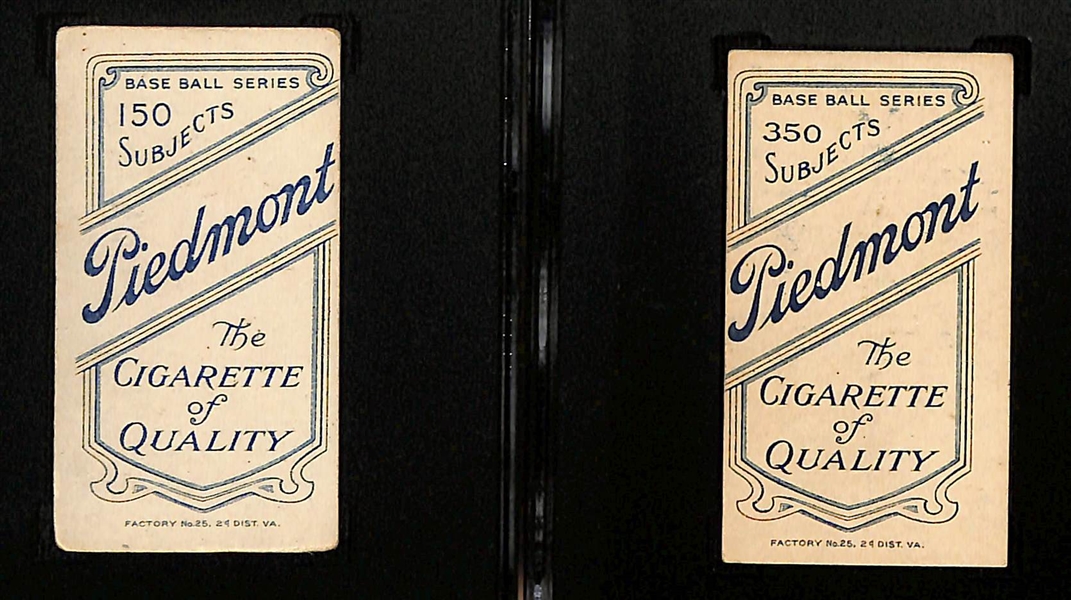 BASE BALL SERIES
150
SUBJECTS
Piedmont
The
CIGARETTE
of
QUALITY
FACTORY No. 25, 2d DIST. VA.
BASE BALL SERIES
350
SUBJECTS
Piedmont
The
CIGARETTE
of
QUALITY
FACTORY No. 25, 2d DIST. VA.